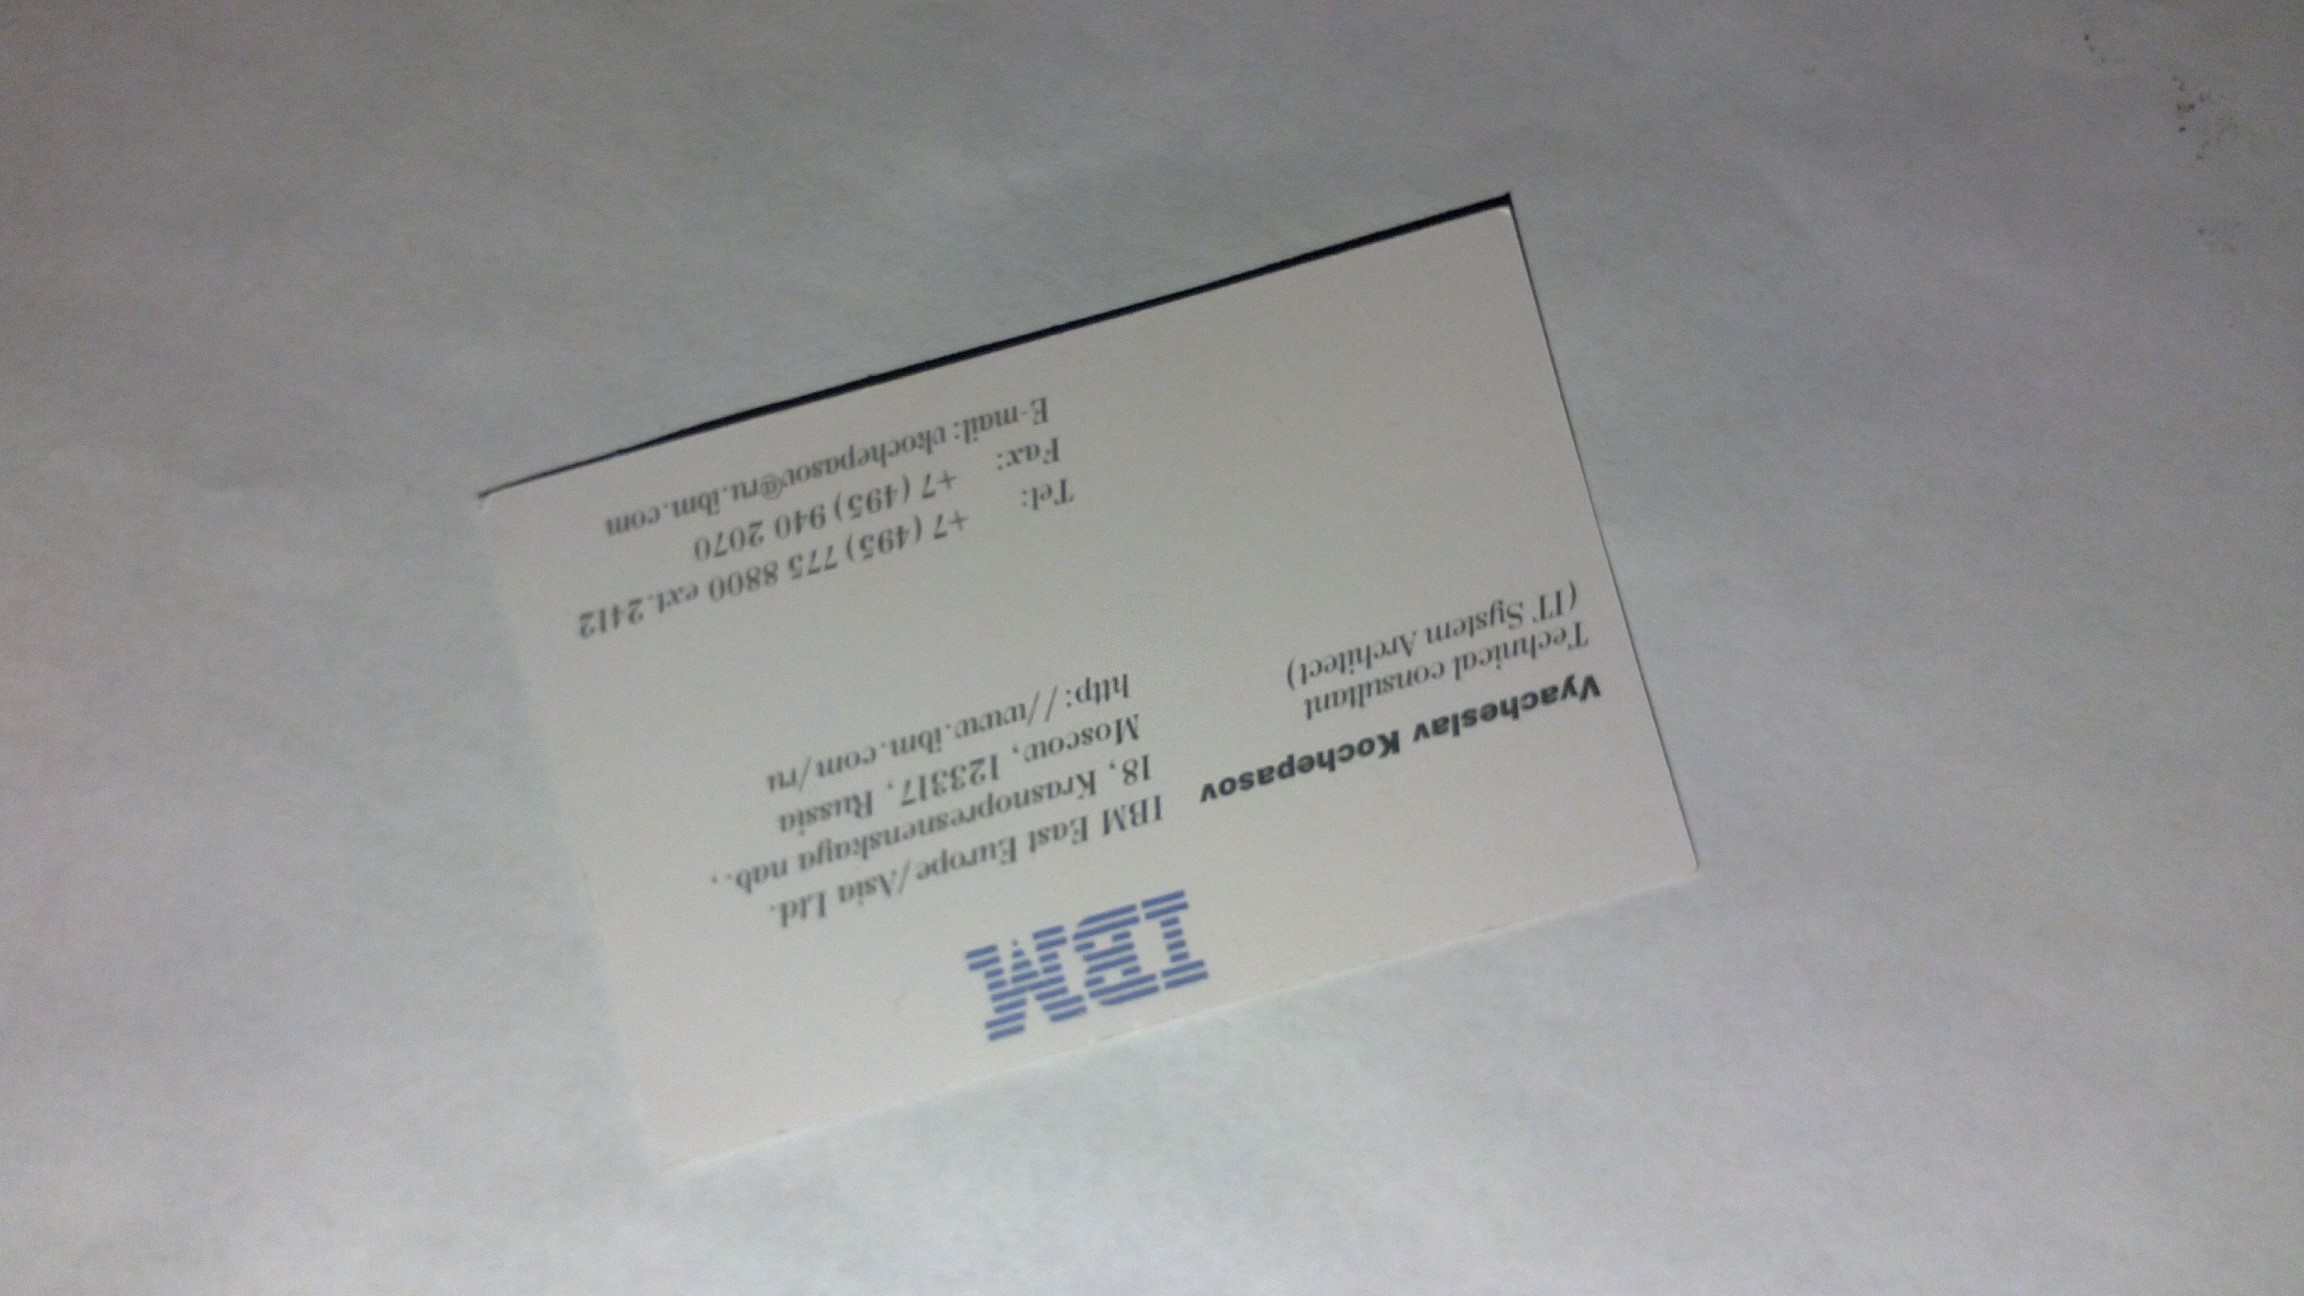 IBM
Vyacheslav Kochepasov
Technical consultant
(IT System Architect)
IBM East Europe/Asia Ltd.
18, Krasnopresnenskaya nab.,
Moscow, 123317, Russia
http://www.ibm.com/ru
Tel: +7 (495) 775 8800 ext.2412
Fax: +7 (495) 940 2070
E-mail: vkochepasov@ru.ibm.com